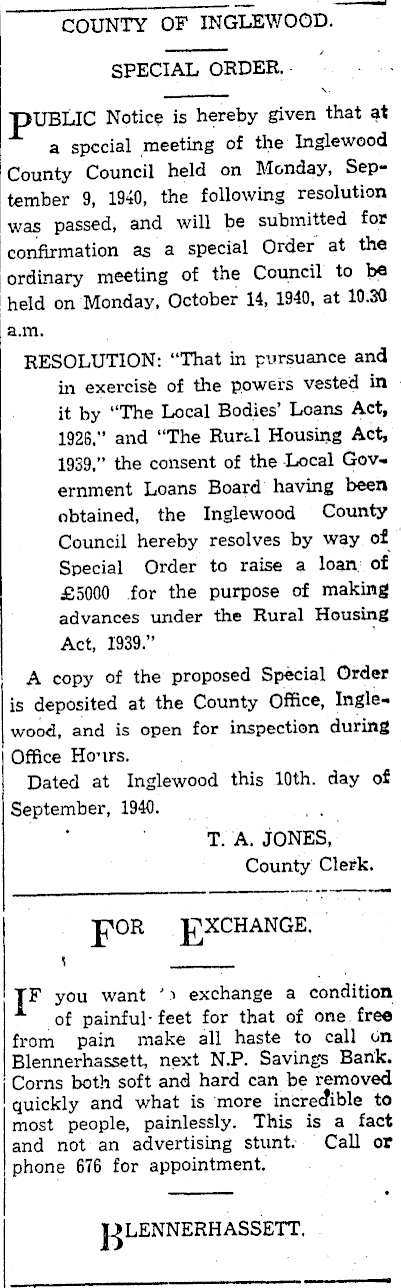 COUNTY OF INGLEWOOD.
SPECIAL ORDER.
PUBLIC Notice is hereby given that at
a special meeting of the Inglewood
County Council held on Monday, Sep-
tember 9, 1940, the following resolution
was passed, and will be submitted for
confirmation as a special Order at the
ordinary meeting of the Council to be
held on Monday, October 14, 1940, at 10.30
a.m.
RESOLUTION: "That in pursuance and
in exercise of the powers vested in
it by "The Local Bodies' Loans Act,
1926," and "The Rural Housing Act,
1939," the consent of the Local Gov-
ernment Loans Board having been
obtained, the Inglewood County
Council hereby resolves by way of
Special Order to raise a loan of
£5000 for the purpose of making
advances under the Rural Housing
Act, 1939."
A copy of the proposed Special Order
is deposited at the County Office, Ingle-
wood, and is open for inspection during
Office Hours.
Dated at Inglewood this 10th. day of
September, 1940.
T. A. JONES,
County Clerk.
FOR EXCHANGE.
IF you want to exchange a condition
of painful feet for that of one free
from pain make all haste to call on
Blennerhassett, next N.P. Savings Bank.
Corns both soft and hard can be removed
quickly and what is more incredible to
most people, painlessly. This is a fact
and not an advertising stunt. Call or
phone 676 for appointment.
BLENNERHASSETT.